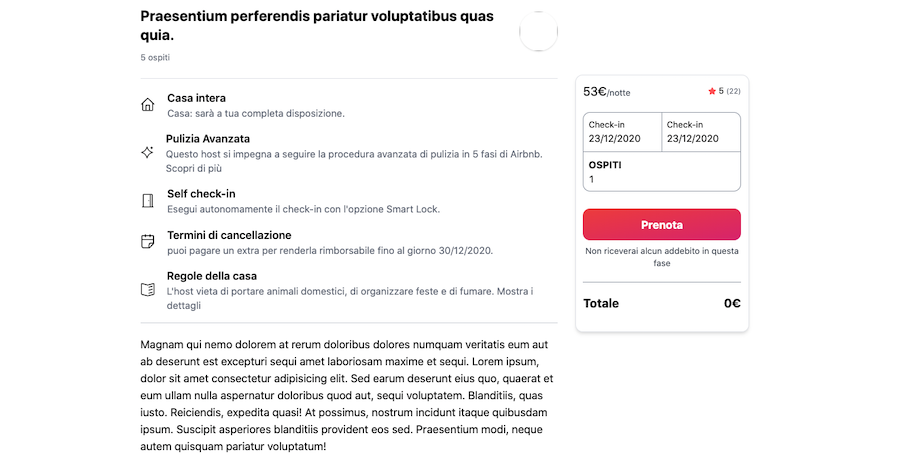 Praesentium perferendis pariatur voluptatibus quas
quia.
5 ospiti
Casa intera
Casa: sarà a tua completa disposizione.
Pulizia Avanzata
Questo host si impegna a seguire la procedura avanzata di pulizia in 5 fasi di Airbnb.
Scopri di più
Self check-in
Esegui autonomamente il check-in con l'opzione Smart Lock.
Termini di cancellazione
puoi pagare un extra per renderla rimborsabile fino al giorno 30/12/2020.
Regole della casa
L'host vieta di portare animali domestici, di organizzare feste e di fumare. Mostra i
dettagli
Magnam qui nemo dolorem at rerum doloribus dolores numquam veritatis eum aut
ab deserunt est excepturi sequi amet laboriosam maxime et sequi. Lorem ipsum,
dolor sit amet consectetur adipisicing elit. Sed earum deserunt eius quo, quaerat et
eum ullam nulla aspernatur doloribus quod aut, sequi voluptatem. Blanditiis, quas
iusto. Reiciendis, expedita quasi! At possimus, nostrum incidunt itaque quibusdam
ipsum. Suscipit asperiores blanditiis provident eos sed. Praesentium modi, neque
autem quisquam pariatur voluptatum!
53€/notte
5 (22)
Check-in Check-in
23/12/2020 23/12/2020
OSPITI
1
Prenota
Non riceverai alcun addebito in questa
fase
Totale 0€